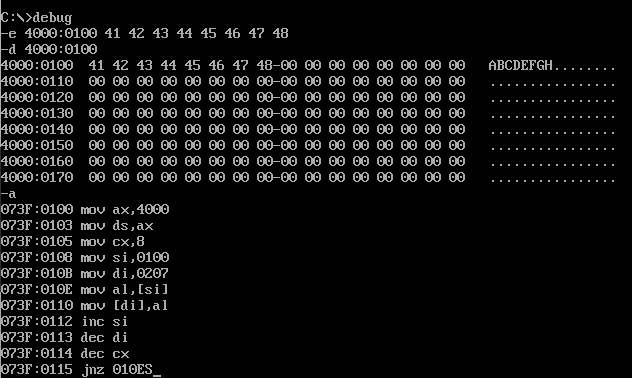 C:\>debug
-e 4000:0100 41 42 43 44 45 46 47 48
-d 4000:0100
4000:0100  41 42 43 44 45 46 47 48-00 00 00 00 00 00 00 00   ABCDEFGH........
4000:0110  00 00 00 00 00 00 00 00-00 00 00 00 00 00 00 00   ................
4000:0120  00 00 00 00 00 00 00 00-00 00 00 00 00 00 00 00   ................
4000:0130  00 00 00 00 00 00 00 00-00 00 00 00 00 00 00 00   ................
4000:0140  00 00 00 00 00 00 00 00-00 00 00 00 00 00 00 00   ................
4000:0150  00 00 00 00 00 00 00 00-00 00 00 00 00 00 00 00   ................
4000:0160  00 00 00 00 00 00 00 00-00 00 00 00 00 00 00 00   ................
4000:0170  00 00 00 00 00 00 00 00-00 00 00 00 00 00 00 00   ................
-a
073F:0100 mov ax,4000
073F:0103 mov ds,ax
073F:0105 mov cx,8
073F:0108 mov si,0100
073F:010B mov di,0207
073F:010E mov al,[si]
073F:0110 mov [di],al
073F:0112 inc si
073F:0113 dec di
073F:0114 dec cx
073F:0115 jnz 010ES_